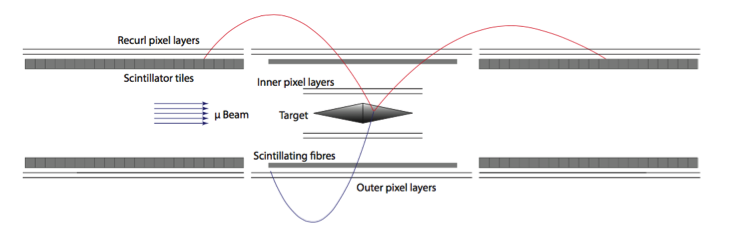 Recurl pixel layers
Scintillator tiles
Inner pixel layers
μ Beam
Target
Scintillating fibres
Outer pixel layers